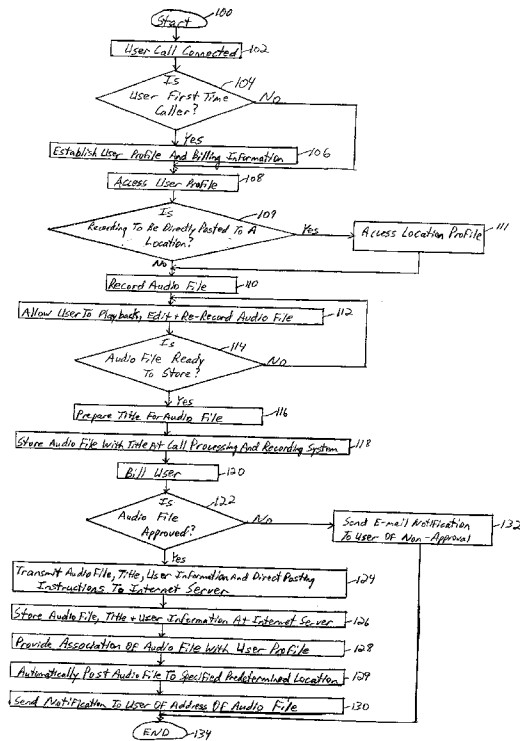 Start 100
User Call Connected 102
Is 104
User First Time No
Caller?
Yes
Establish User Profile And Billing Information 106
Access User Profile 108
Is 109
Recording To Be Directly Posted To A Yes Access Location Profile 111
Location?
No
Record Audio File 110
Allow User To Playback, Edit + Re-Record Audio File 112
Is 114
Audio File Ready No
To Store?
Yes
Prepare Title For Audio File 116
Store Audio File With Title At Call Processing And Recording System 118
Bill User 120
Is 122
Audio File No Send E-mail Notification 132
Approved? To User Of Non-Approval
Yes
Transmit Audio File, Title, User Information And Direct Posting 124
Instructions To Internet Server
Store Audio File, Title + User Information At Internet Server 126
Provide Association Of Audio File With User Profile 128
Automatically Post Audio File To Specified Predetermined Location 129
Send Notification To User Of Address Of Audio File 130
END 134